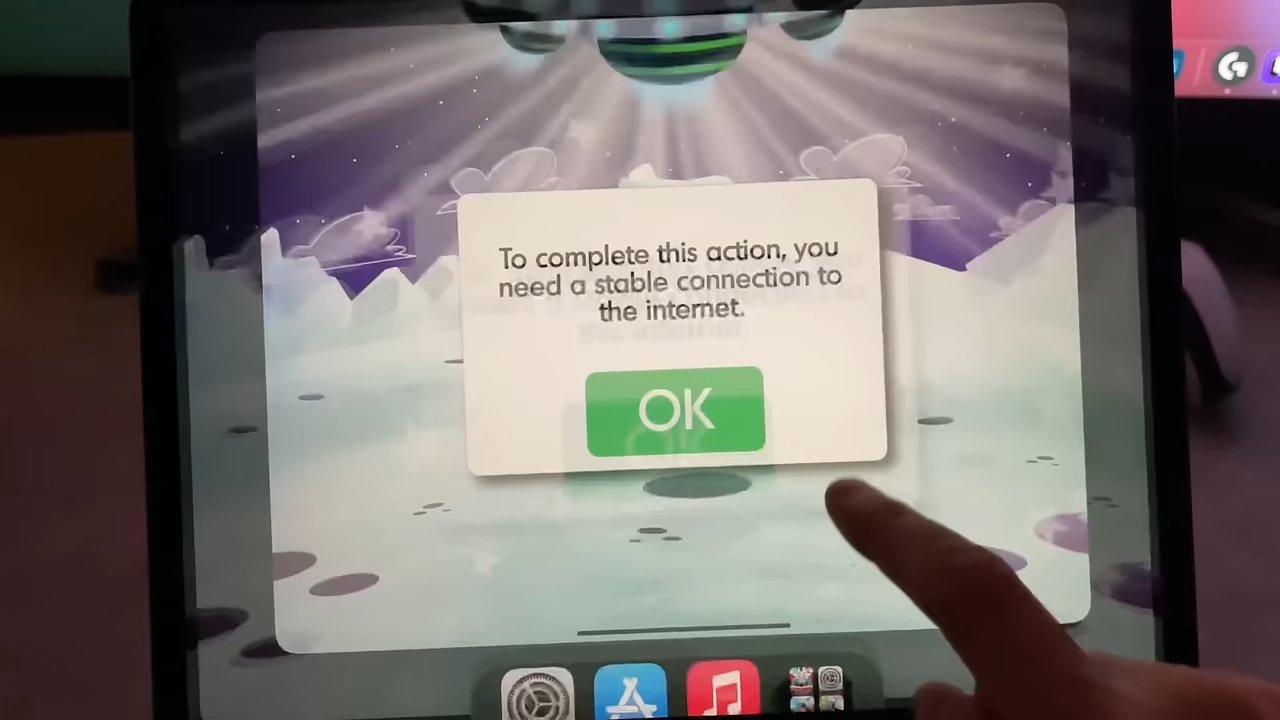 To complete this action, you
need a stable connection to
the internet.
OK